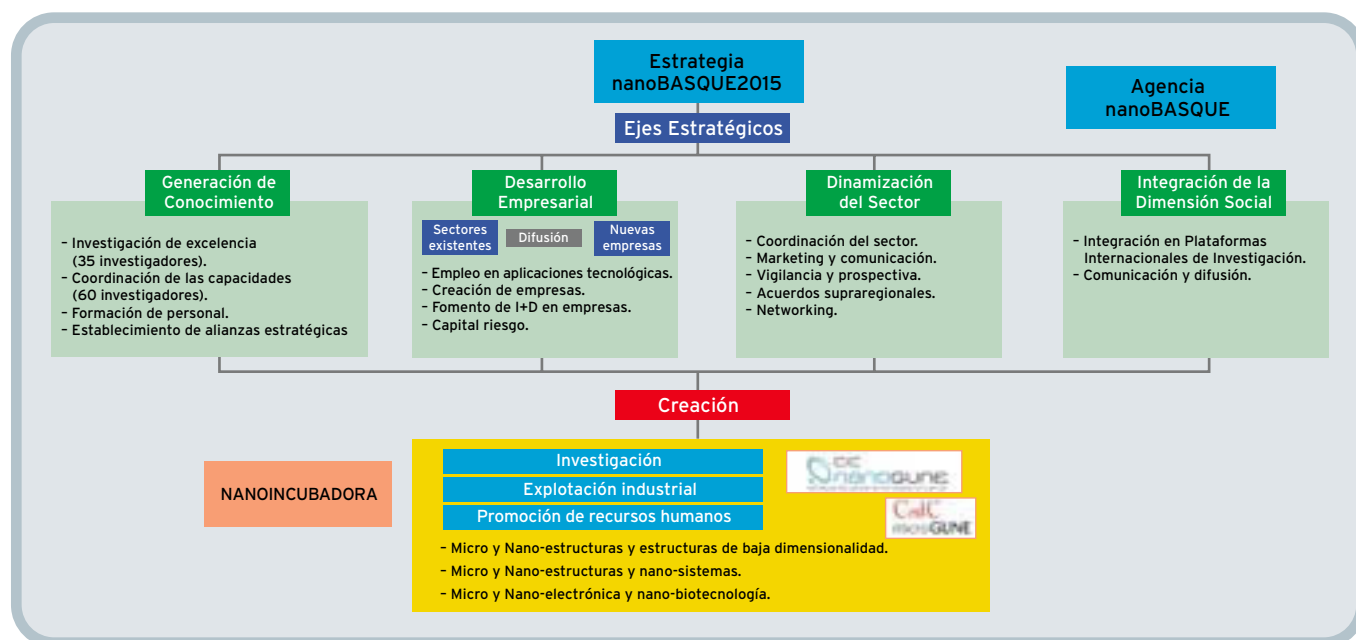 Estrategia
nanoBASQUE2015
Agencia
nanoBASQUE
Ejes Estratégicos
Generación de
Conocimiento
– Investigación de excelencia
(35 investigadores).
– Coordinación de las capacidades
(60 investigadores).
– Formación de personal.
– Establecimiento de alianzas estratégicas
Desarrollo
Empresarial
Sectores
existentes
Difusión
Nuevas
empresas
– Empleo en aplicaciones tecnológicas.
– Creación de empresas.
– Fomento de I+D en empresas.
– Capital riesgo.
Dinamización
del Sector
– Coordinación del sector.
– Marketing y comunicación.
– Vigilancia y prospectiva.
– Acuerdos supraregionales.
– Networking.
Integración de la
Dimensión Social
– Integración en Plataformas
Internacionales de Investigación.
– Comunicación y difusión.
Creación
NANOINCUBADORA
Investigación
Explotación industrial
Promoción de recursos humanos
nanoGUNE
GUNE
– Micro y Nano-estructuras y estructuras de baja dimensionalidad.
– Micro y Nano-estructuras y nano-sistemas.
– Micro y Nano-electrónica y nano-biotecnología.